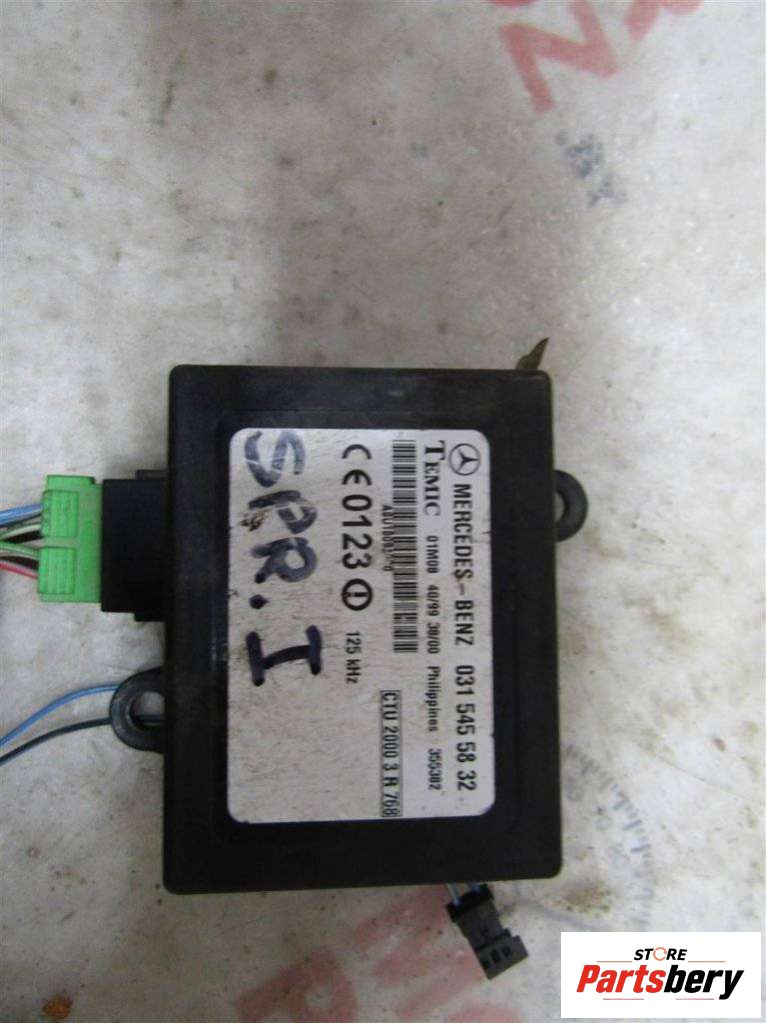 MERCEDES-BENZ 031 545 58 32
TEMIC 01M08 40/99 38/00 Philippines 355302
CE0123 125 kHz
CTU 2000 3 R 768
SPR. I
STORE
Partsbery